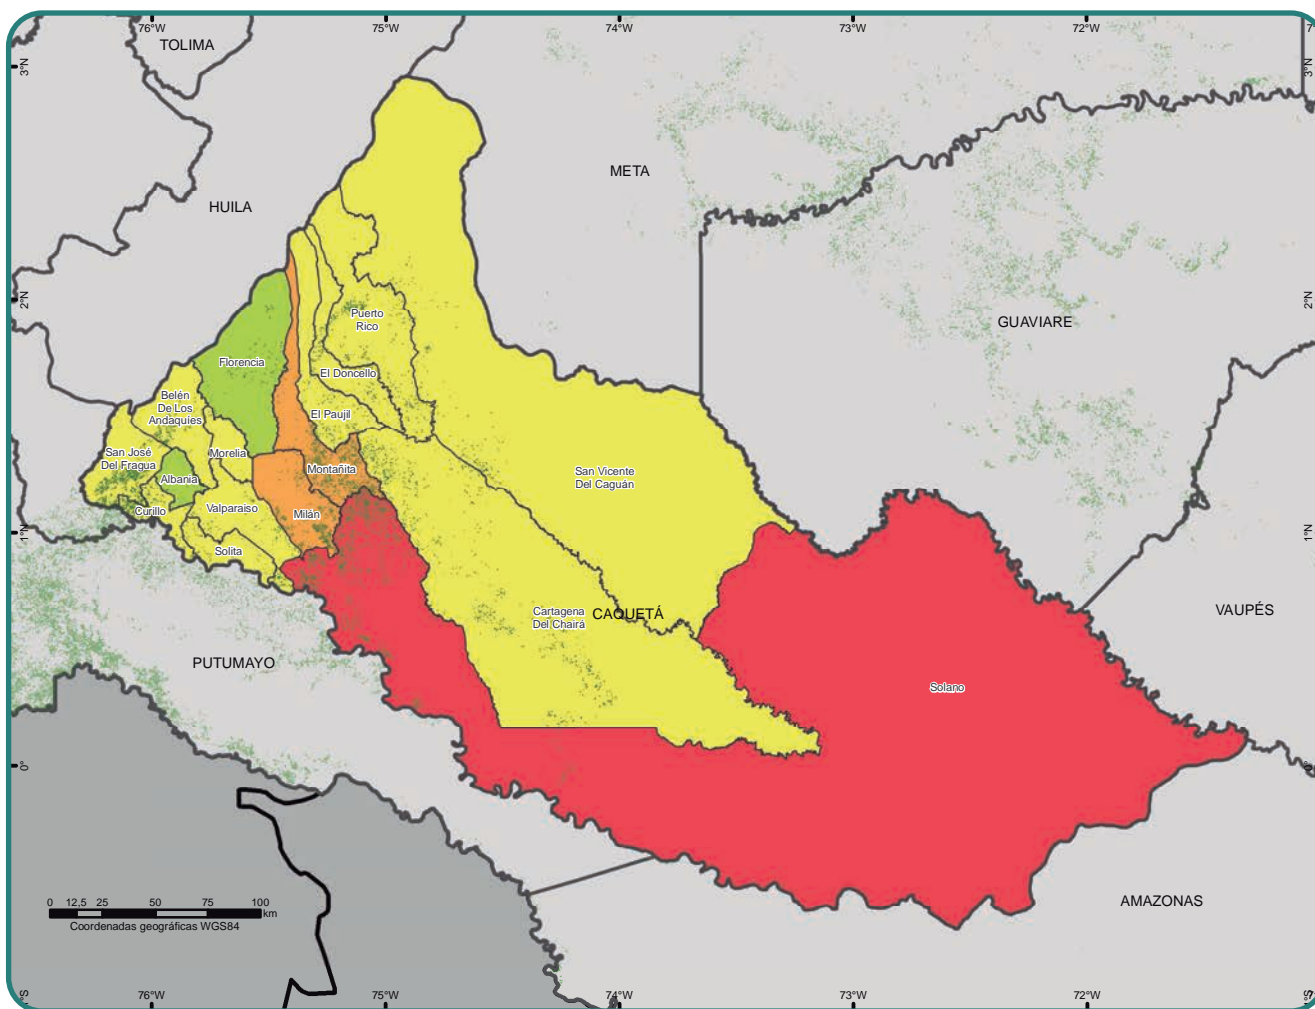 76°W
75°W
74°W
73°W
72°W
TOLIMA
3°N
3°N
META
HUILA
2°N
2°N
Puerto
Rico
GUAVIARE
Florencia
El Doncello
Belén
De Los
Andaquíes
El Paujil
San José
Del Fragua
Morelia
Montañita
San Vicente
Del Caguán
Albania
Curillo
Valparaiso
Milán
1°N
1°N
Solita
Cartagena
Del Chairá
CAQUETÁ
VAUPÉS
PUTUMAYO
Solano
0°
0°
AMAZONAS
0 12,5 25 50 75 100
km
Coordenadas geográficas WGS84
76°W
75°W
74°W
73°W
72°W